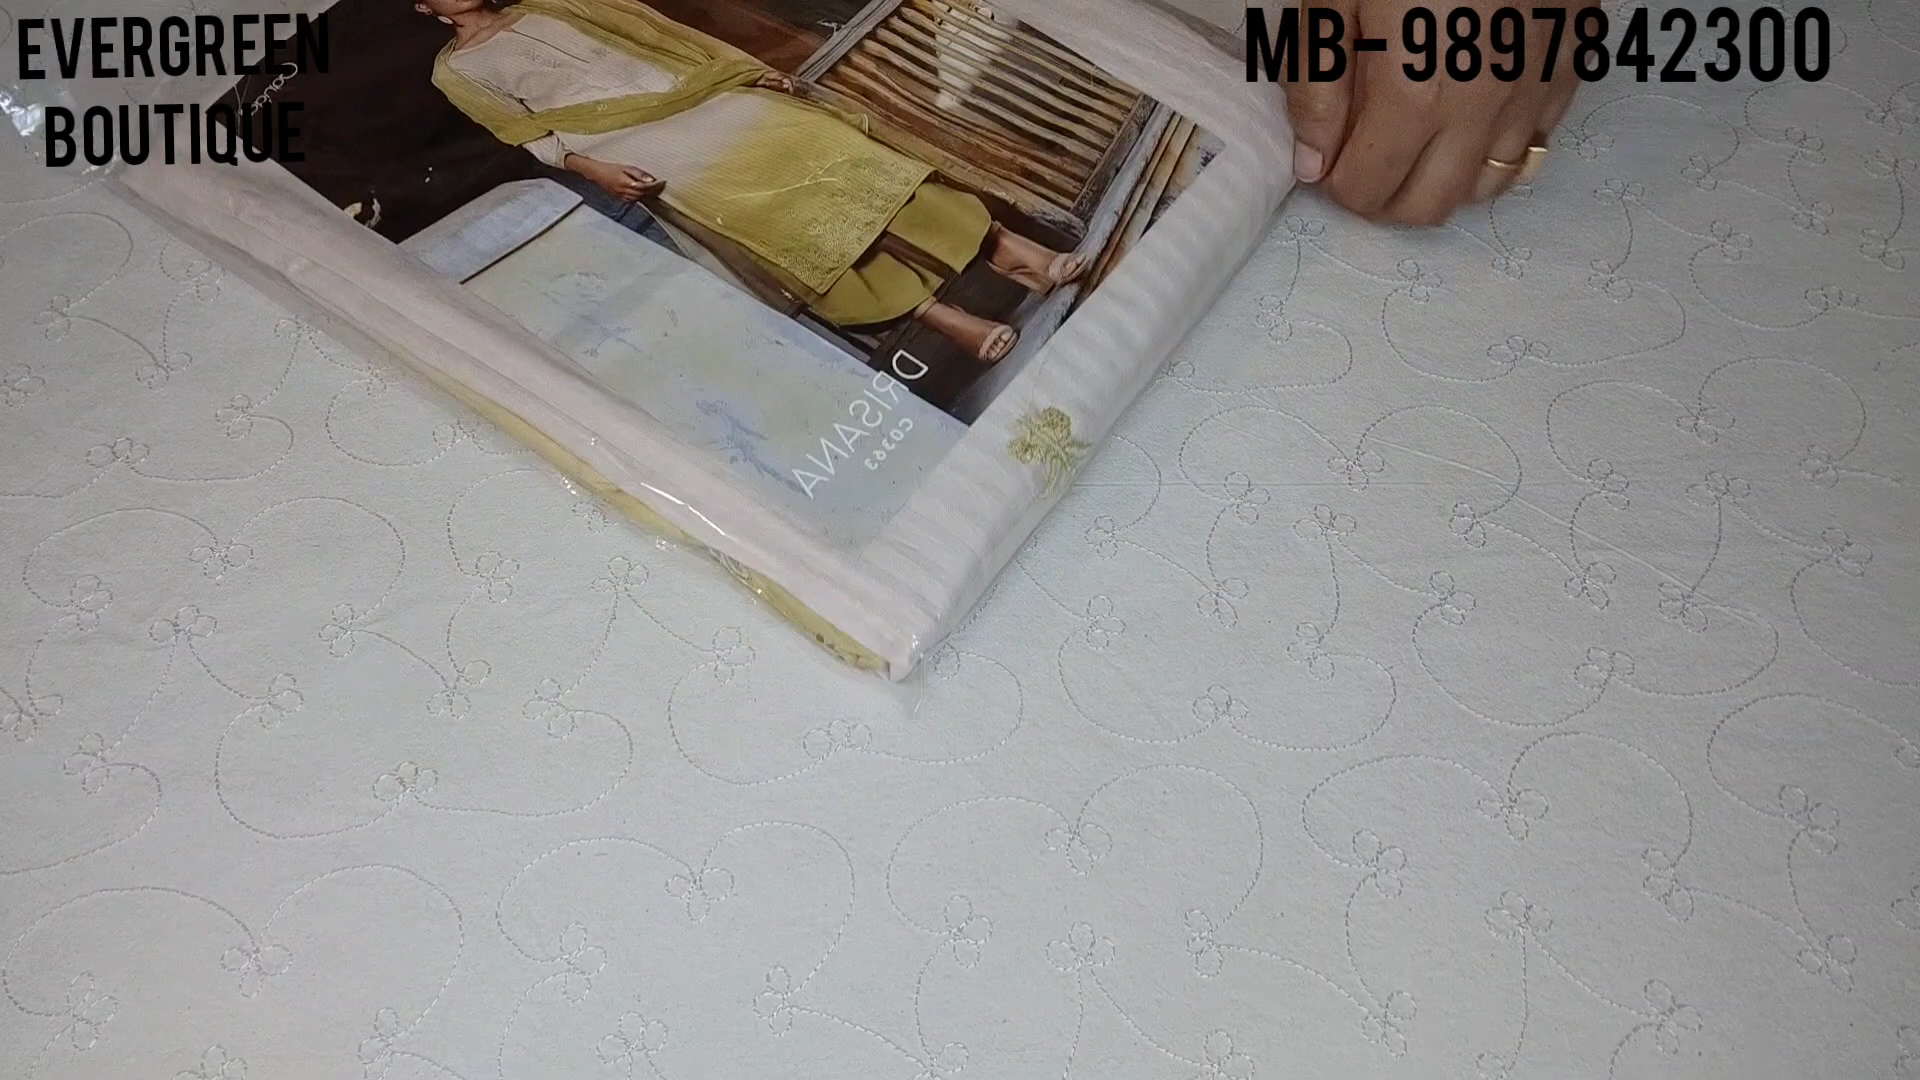 EVERGREEN
BOUTIQUE
MB-9897842300
DRISANA
C0363